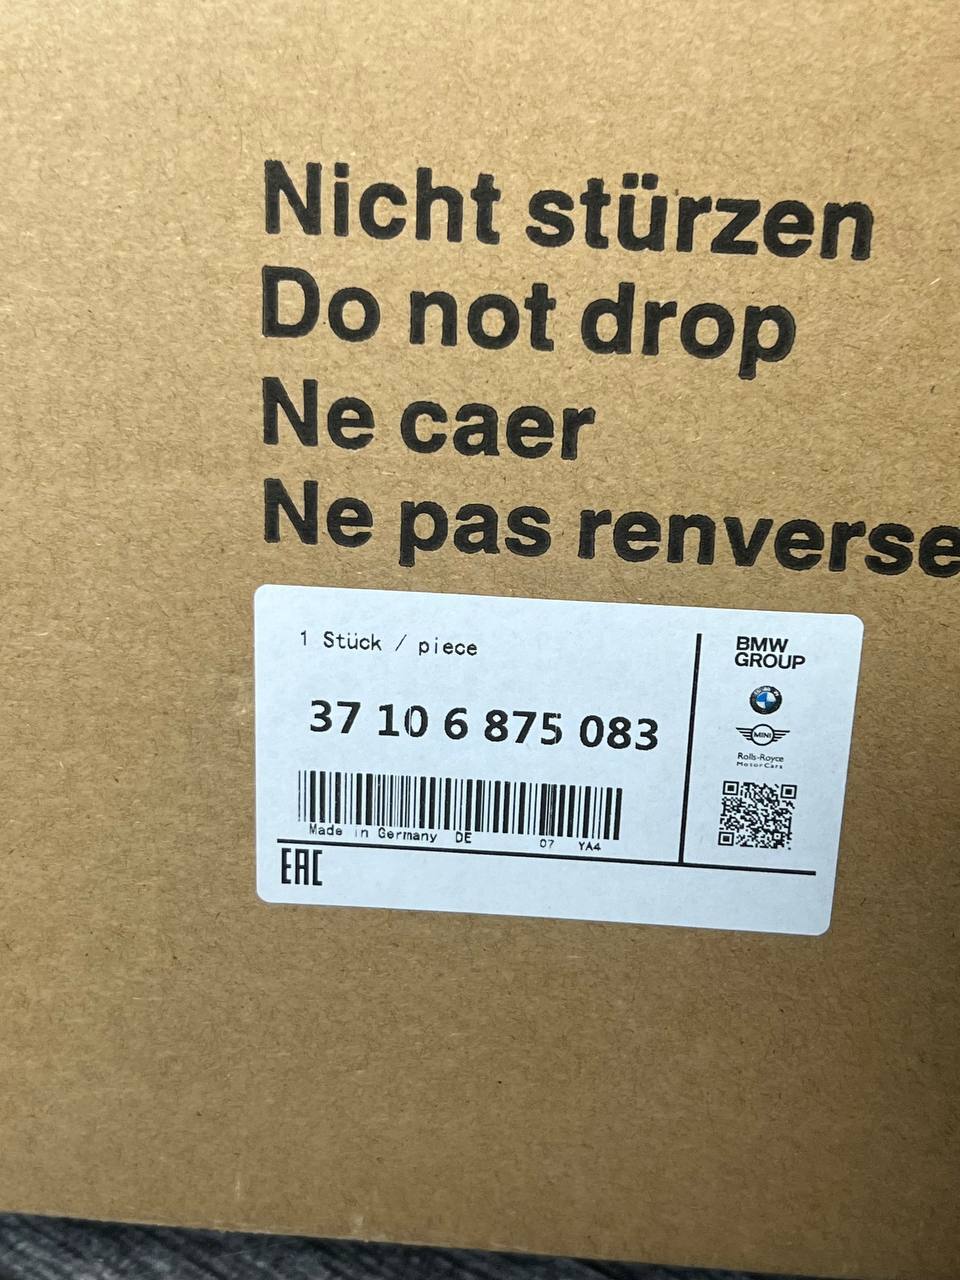 Nicht stürzen
Do not drop
Ne caer
Ne pas renverse
1 Stück / piece
37 10 6 875 083
Made in Germany DE 07 YA4
EAC
BMW
GROUP
MINI
Rolls-Royce
Motor Cars